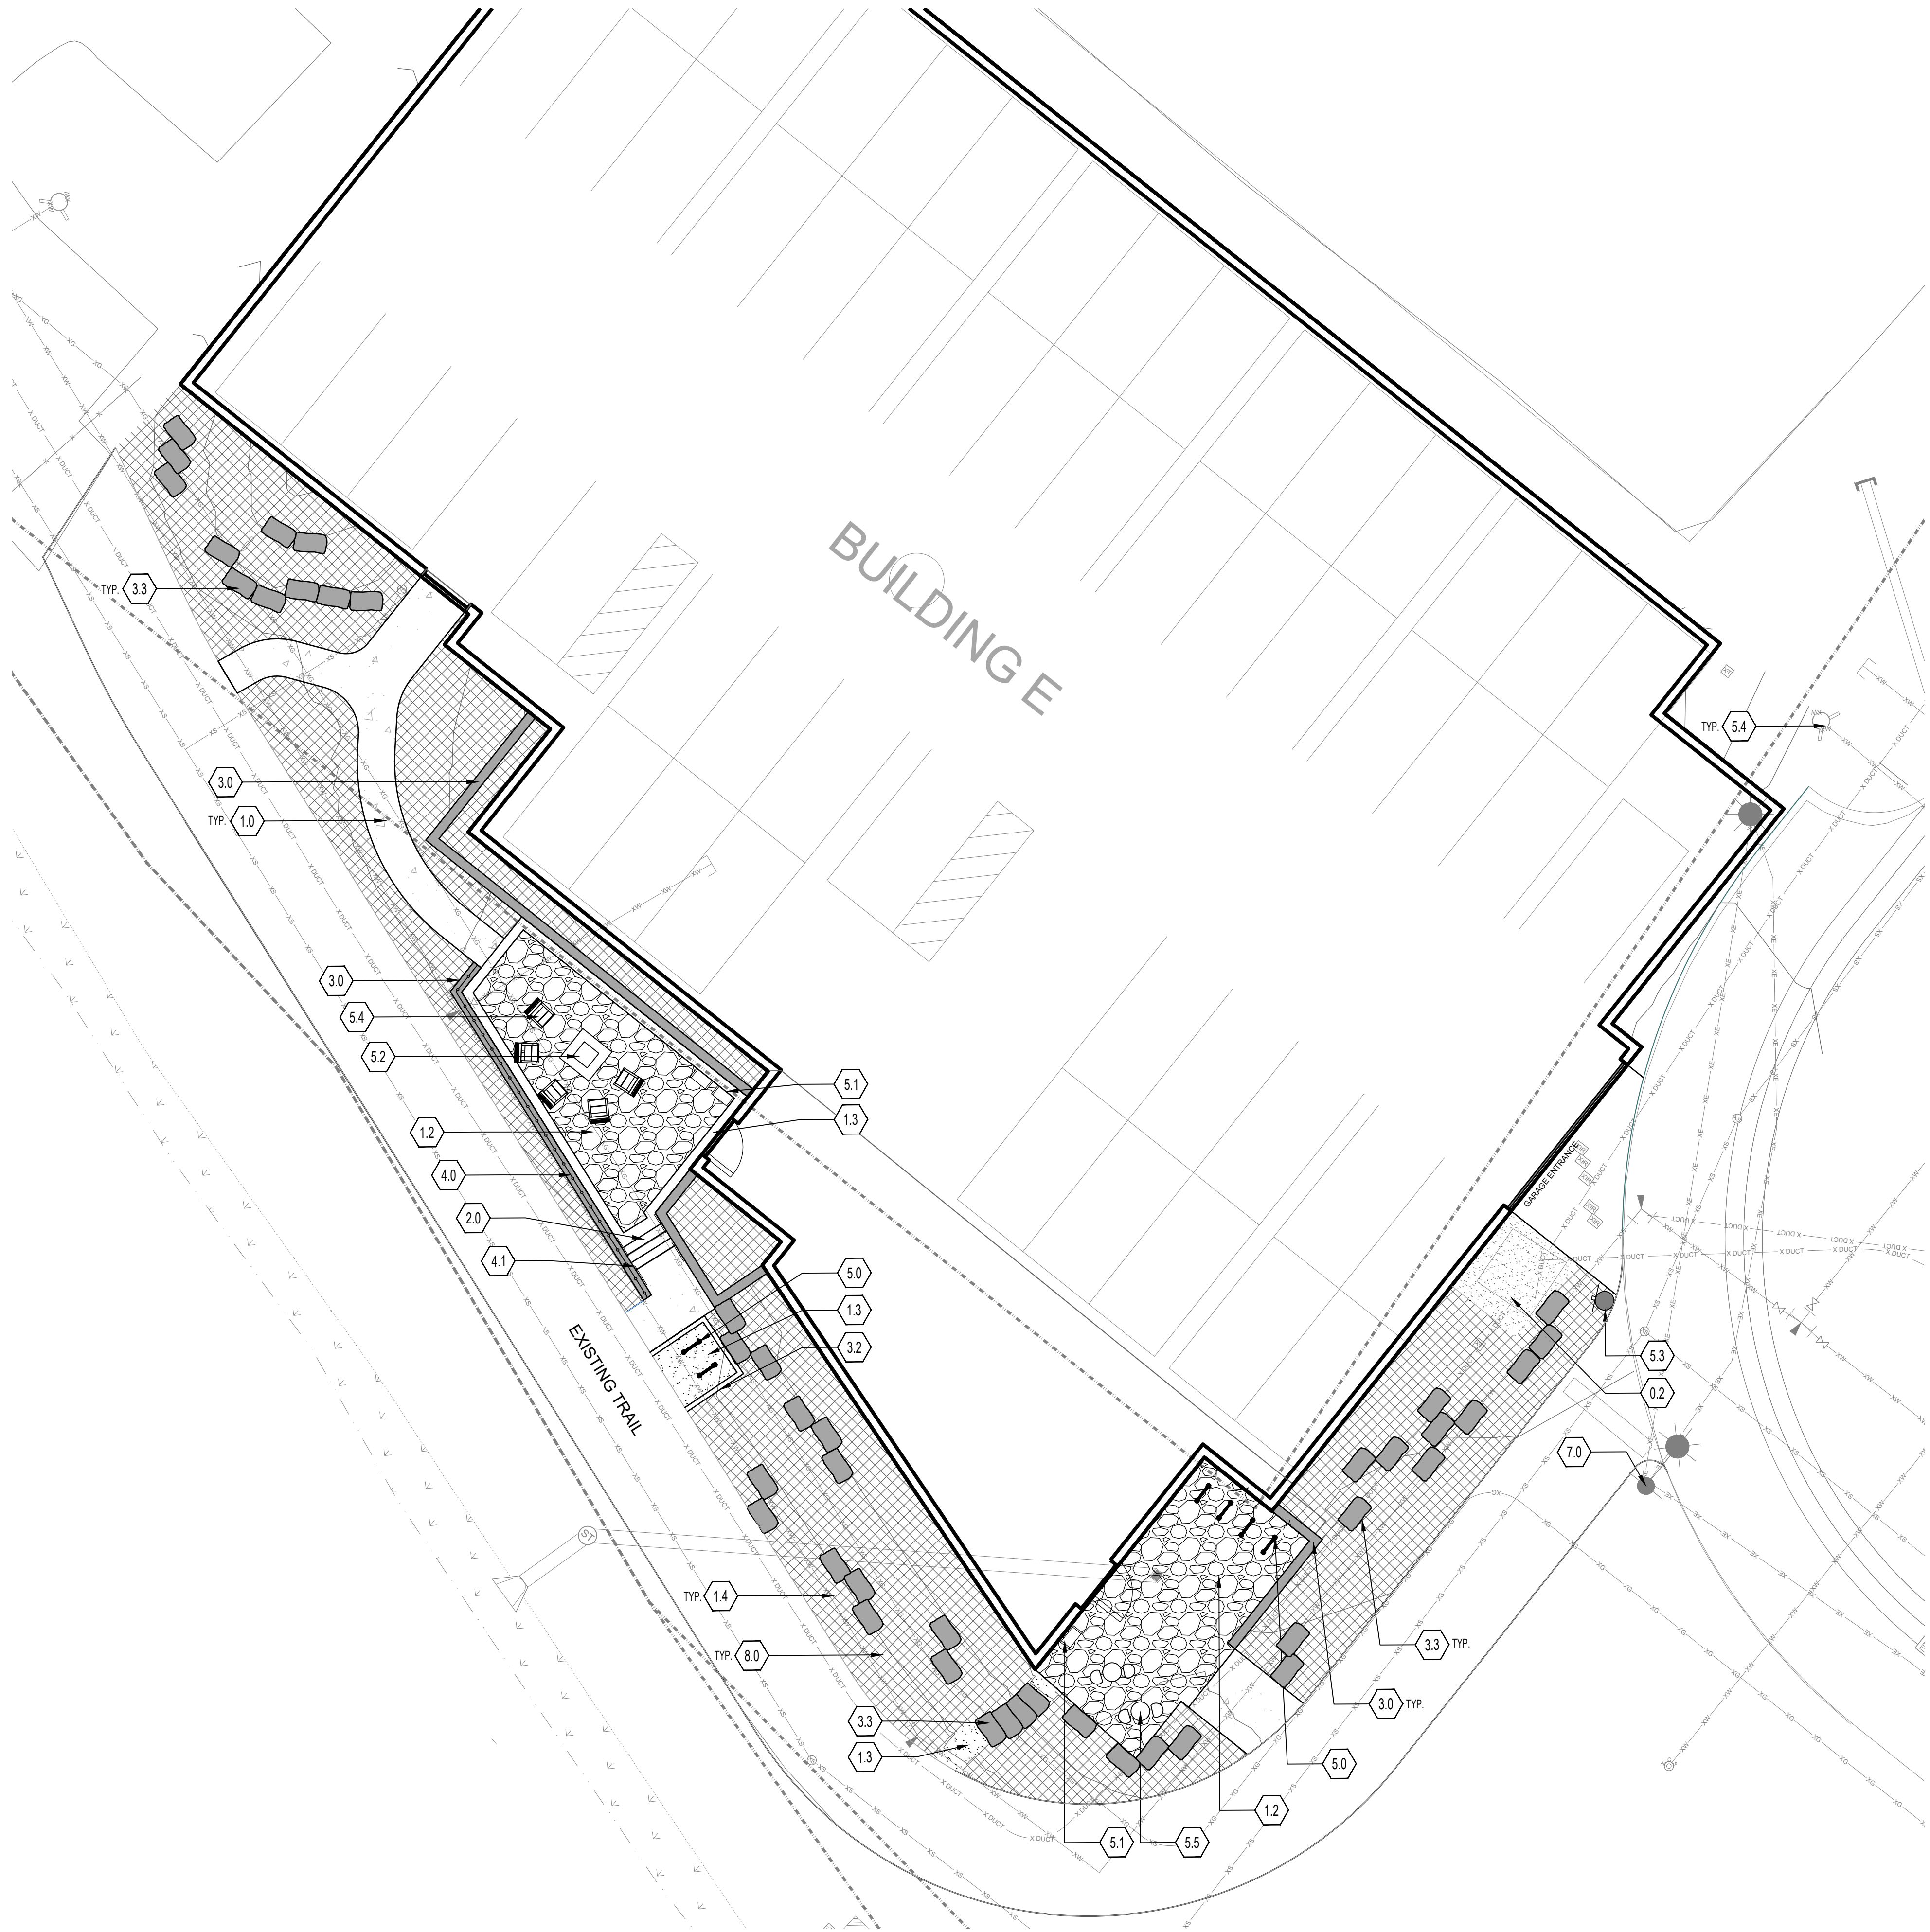 BUILDING E
TYP. 3.3
TYP. 5.4
3.0
TYP. 1.0
3.0
5.4
5.2
5.1
1.3
1.2
4.0
2.0
4.1
GARAGE ENTRANCE
5.0
1.3
3.2
EXISTING TRAIL
5.3
0.2
7.0
ST
TYP. 1.4
3.3 TYP.
TYP. 8.0
3.0 TYP.
3.3
1.3
5.0
1.2
5.1
5.5
X DUCT
XW
XG
XS
XE